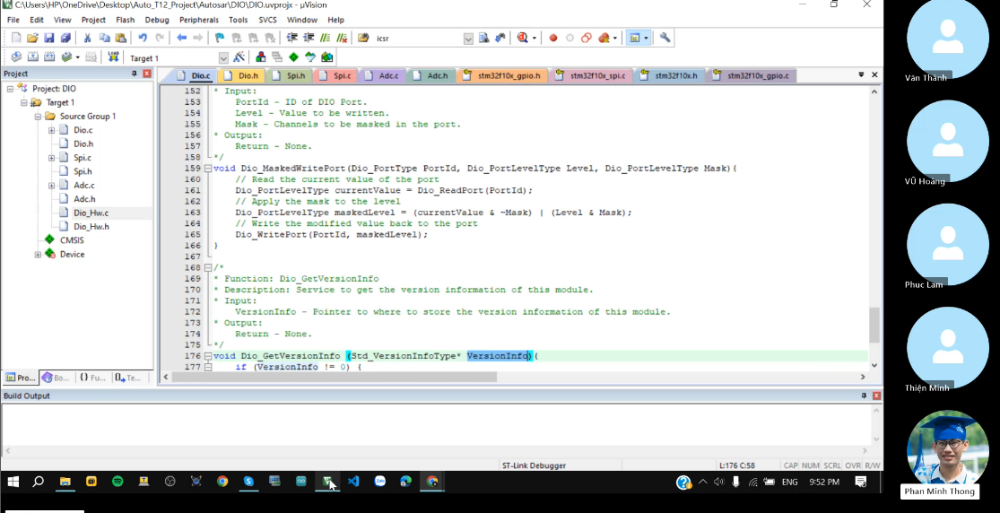 C:\Users\HP\OneDrive\Desktop\Auto_T12_Project\Autosar\DIO\DIO.uvprojx - µVision
File Edit View Project Flash Debug Peripherals Tools SVCS Window Help
icsr
LOAD Target 1
Project
Dio.c Dio.h Spi.h Spi.c Adc.c Adc.h stm32f10x_gpio.h stm32f10x_spi.c stm32f10x.h stm32f10x_gpio.c
Project: DIO
Target 1
Source Group 1
Dio.c
Dio.h
Spi.c
Spi.h
Adc.c
Adc.h
Dio_Hw.c
Dio_Hw.h
CMSIS
Device
152 * Input:
153 PortId - ID of DIO Port.
154 Level - Value to be written.
155 Mask - Channels to be masked in the port.
156 * Output:
157 Return - None.
158 */
159 void Dio_MaskedWritePort(Dio_PortType PortId, Dio_PortLevelType Level, Dio_PortLevelType Mask){
160 // Read the current value of the port
161 Dio_PortLevelType currentValue = Dio_ReadPort(PortId);
162 // Apply the mask to the level
163 Dio_PortLevelType maskedLevel = (currentValue & ~Mask) | (Level & Mask);
164 // Write the modified value back to the port
165 Dio_WritePort(PortId, maskedLevel);
166 }
167
168 /*
169 * Function: Dio_GetVersionInfo
170 * Description: Service to get the version information of this module.
171 * Input:
172 VersionInfo - Pointer to where to store the version information of this module.
173 * Output:
174 Return - None.
175 */
176 void Dio_GetVersionInfo (Std_VersionInfoType* VersionInfo){
177 if (VersionInfo != 0) {
Pro... Bo... {} Fu... Te...
Build Output
ST-Link Debugger L:176 C:58 CAP NUM SCRL OVR R/W
ENG 9:52 PM
Văn Thành
VŨ Hoàng
Phuc Lam
Thiện Minh
Phan Minh Thong